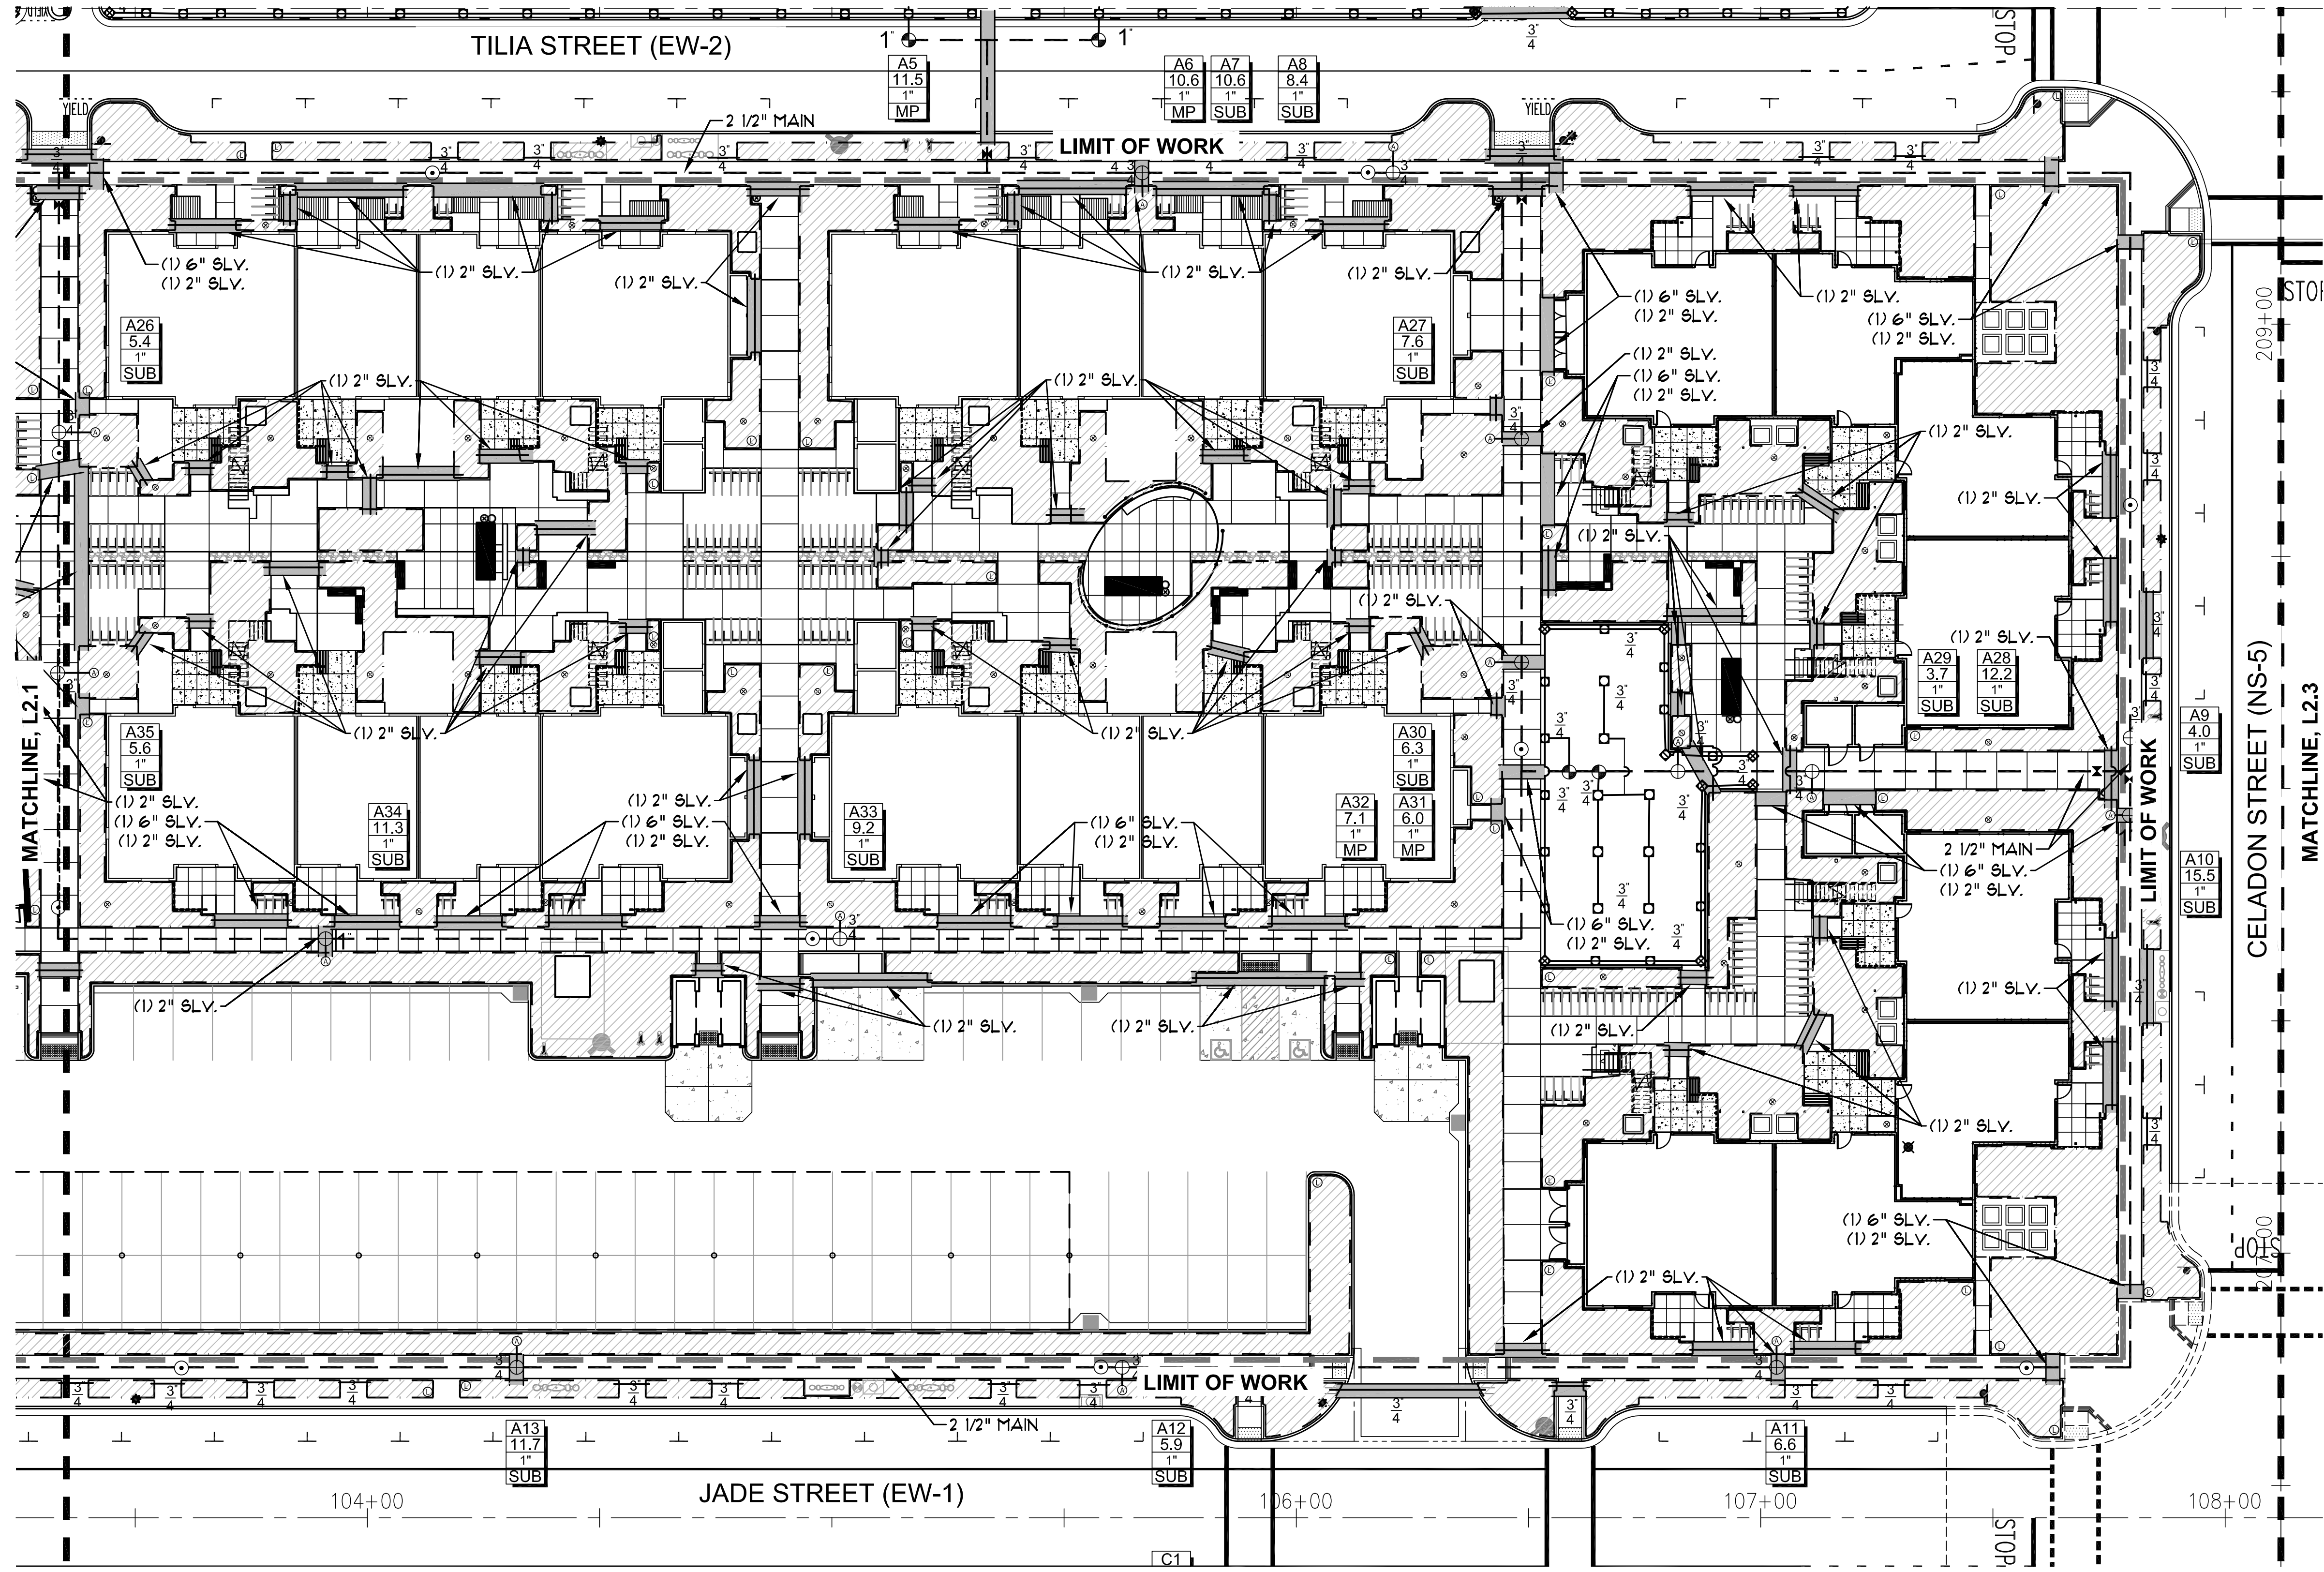 TILIA STREET (EW-2)
1"
1"
3"
4
STOP
A5
11.5
1"
MP
A6
10.6
1"
MP
A7
10.6
1"
SUB
A8
8.4
1"
SUB
YIELD
YIELD
2 1/2" MAIN
LIMIT OF WORK
(1) 6" SLV.
(1) 2" SLV.
(1) 2" SLV.
(1) 2" SLV.
(1) 2" SLV.
(1) 2" SLV.
(1) 6" SLV.
(1) 2" SLV.
(1) 2" SLV.
(1) 6" SLV.
(1) 2" SLV.
STOP
209+00
A26
5.4
1"
SUB
A27
7.6
1"
SUB
(1) 2" SLV.
(1) 6" SLV.
(1) 2" SLV.
(1) 2" SLV.
(1) 2" SLV.
(1) 2" SLV.
(1) 2" SLV.
(1) 2" SLV.
(1) 2" SLV.
(1) 2" SLV.
A29
3.7
1"
SUB
A28
12.2
1"
SUB
MATCHLINE, L2.1
MATCHLINE, L2.3
CELADON STREET (NS-5)
LIMIT OF WORK
A9
4.0
1"
SUB
A10
15.5
1"
SUB
A35
5.6
1"
SUB
(1) 2" SLV.
(1) 2" SLV.
A30
6.3
1"
SUB
(1) 2" SLV.
(1) 6" SLV.
(1) 2" SLV.
A34
11.3
1"
SUB
(1) 2" SLV.
(1) 6" SLV.
(1) 2" SLV.
A33
9.2
1"
SUB
(1) 6" SLV.
(1) 2" SLV.
A32
7.1
1"
MP
A31
6.0
1"
MP
2 1/2" MAIN
(1) 6" SLV.
(1) 2" SLV.
(1) 6" SLV.
(1) 2" SLV.
1"
(1) 2" SLV.
(1) 2" SLV.
(1) 2" SLV.
(1) 2" SLV.
(1) 2" SLV.
(1) 2" SLV.
(1) 6" SLV.
(1) 2" SLV.
(1) 2" SLV.
207+00
STOP
LIMIT OF WORK
2 1/2" MAIN
A13
11.7
1"
SUB
A12
5.9
1"
SUB
A11
6.6
1"
SUB
JADE STREET (EW-1)
104+00
106+00
107+00
108+00
STOP
C1